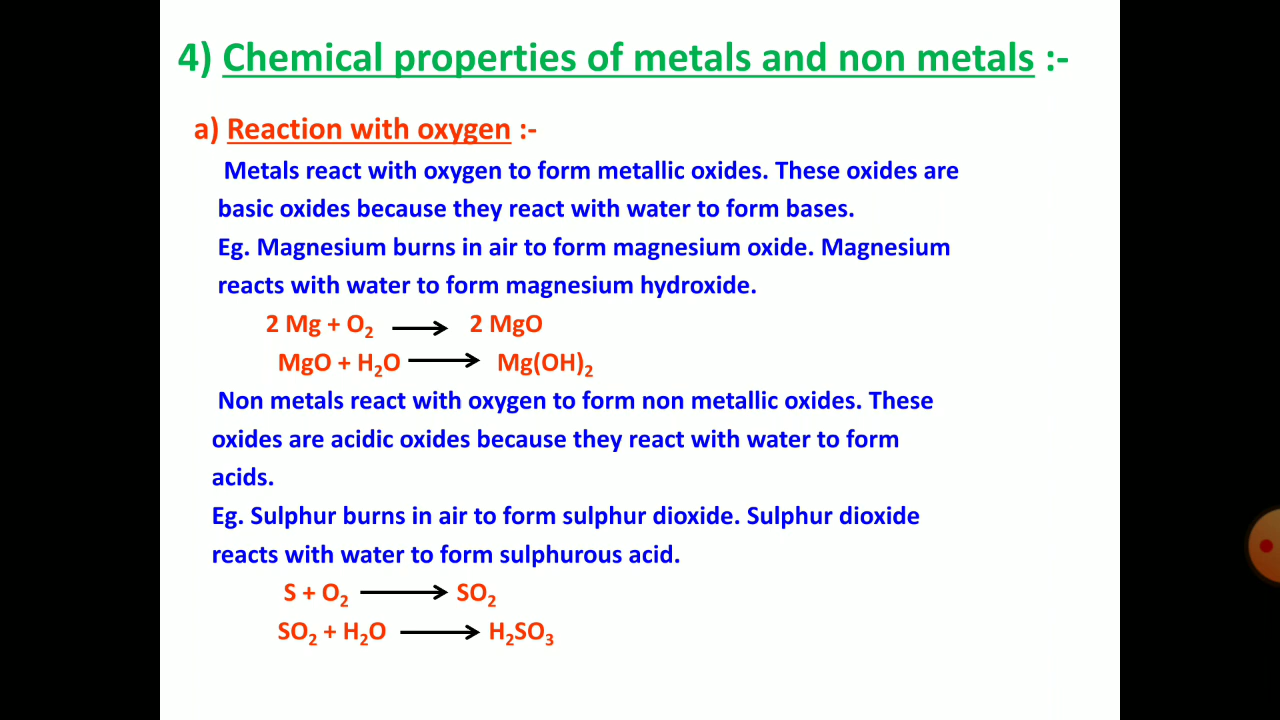 4) Chemical properties of metals and non metals :-
a) Reaction with oxygen :-
Metals react with oxygen to form metallic oxides. These oxides are
basic oxides because they react with water to form bases.
Eg. Magnesium burns in air to form magnesium oxide. Magnesium
reacts with water to form magnesium hydroxide.
2 Mg + O₂ ⟶ 2 MgO
MgO + H₂O ⟶ Mg(OH)₂
Non metals react with oxygen to form non metallic oxides. These
oxides are acidic oxides because they react with water to form
acids.
Eg. Sulphur burns in air to form sulphur dioxide. Sulphur dioxide
reacts with water to form sulphurous acid.
S + O₂ ⟶ SO₂
SO₂ + H₂O ⟶ H₂SO₃